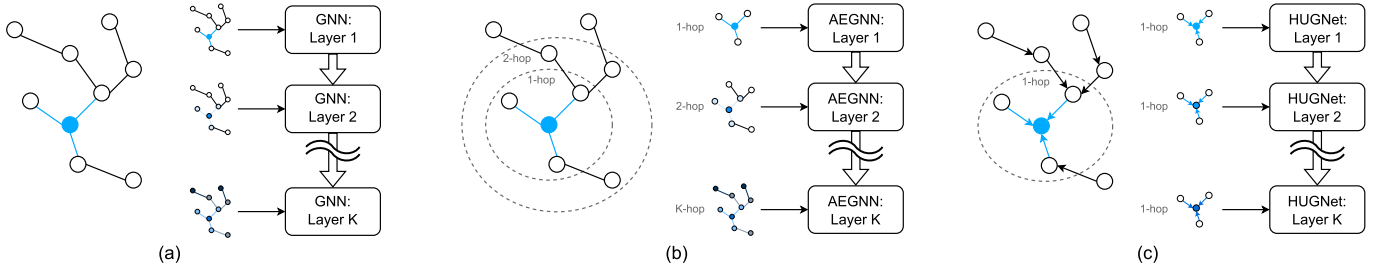 GNN:
Layer 1
GNN:
Layer 2
GNN:
Layer K
(a)
2-hop
1-hop
1-hop
AEGNN:
Layer 1
2-hop
AEGNN:
Layer 2
K-hop
AEGNN:
Layer K
(b)
1-hop
1-hop
HUGNet:
Layer 1
1-hop
HUGNet:
Layer 2
1-hop
HUGNet:
Layer K
(c)